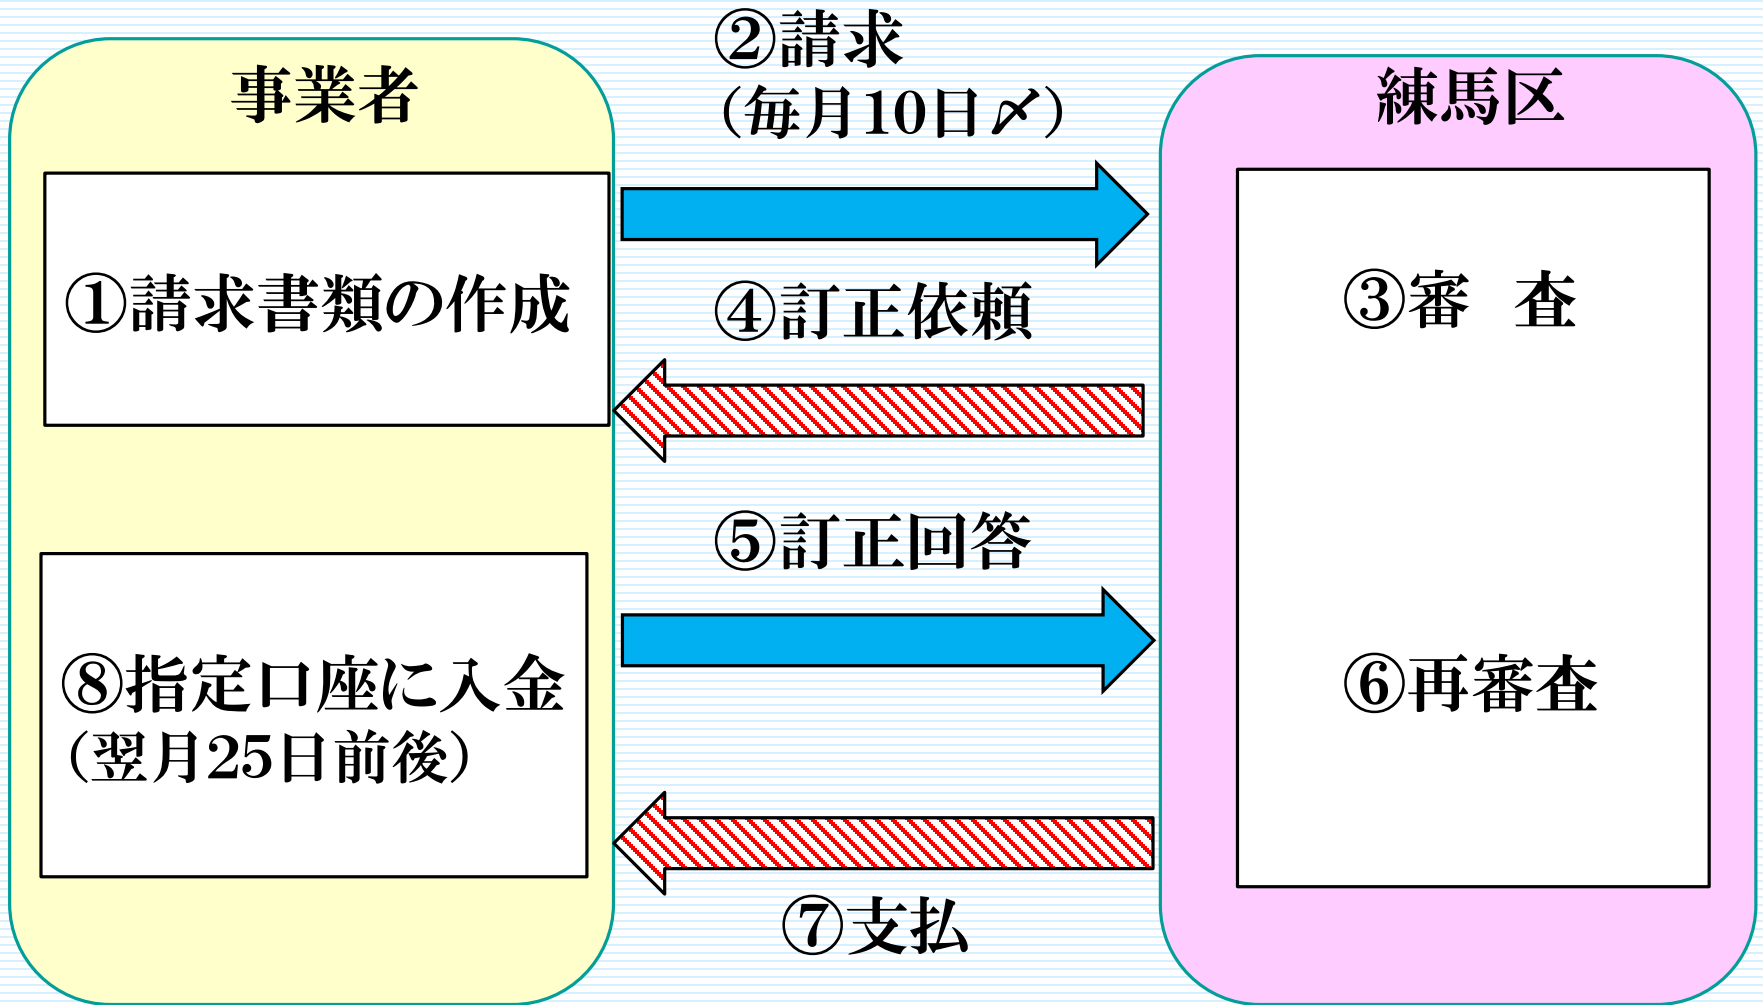 事業者
①請求書類の作成
⑧指定口座に入金
（翌月25日前後）
②請求
（毎月10日〆）
④訂正依頼
⑤訂正回答
⑦支払
練馬区
③審　査
⑥再審査